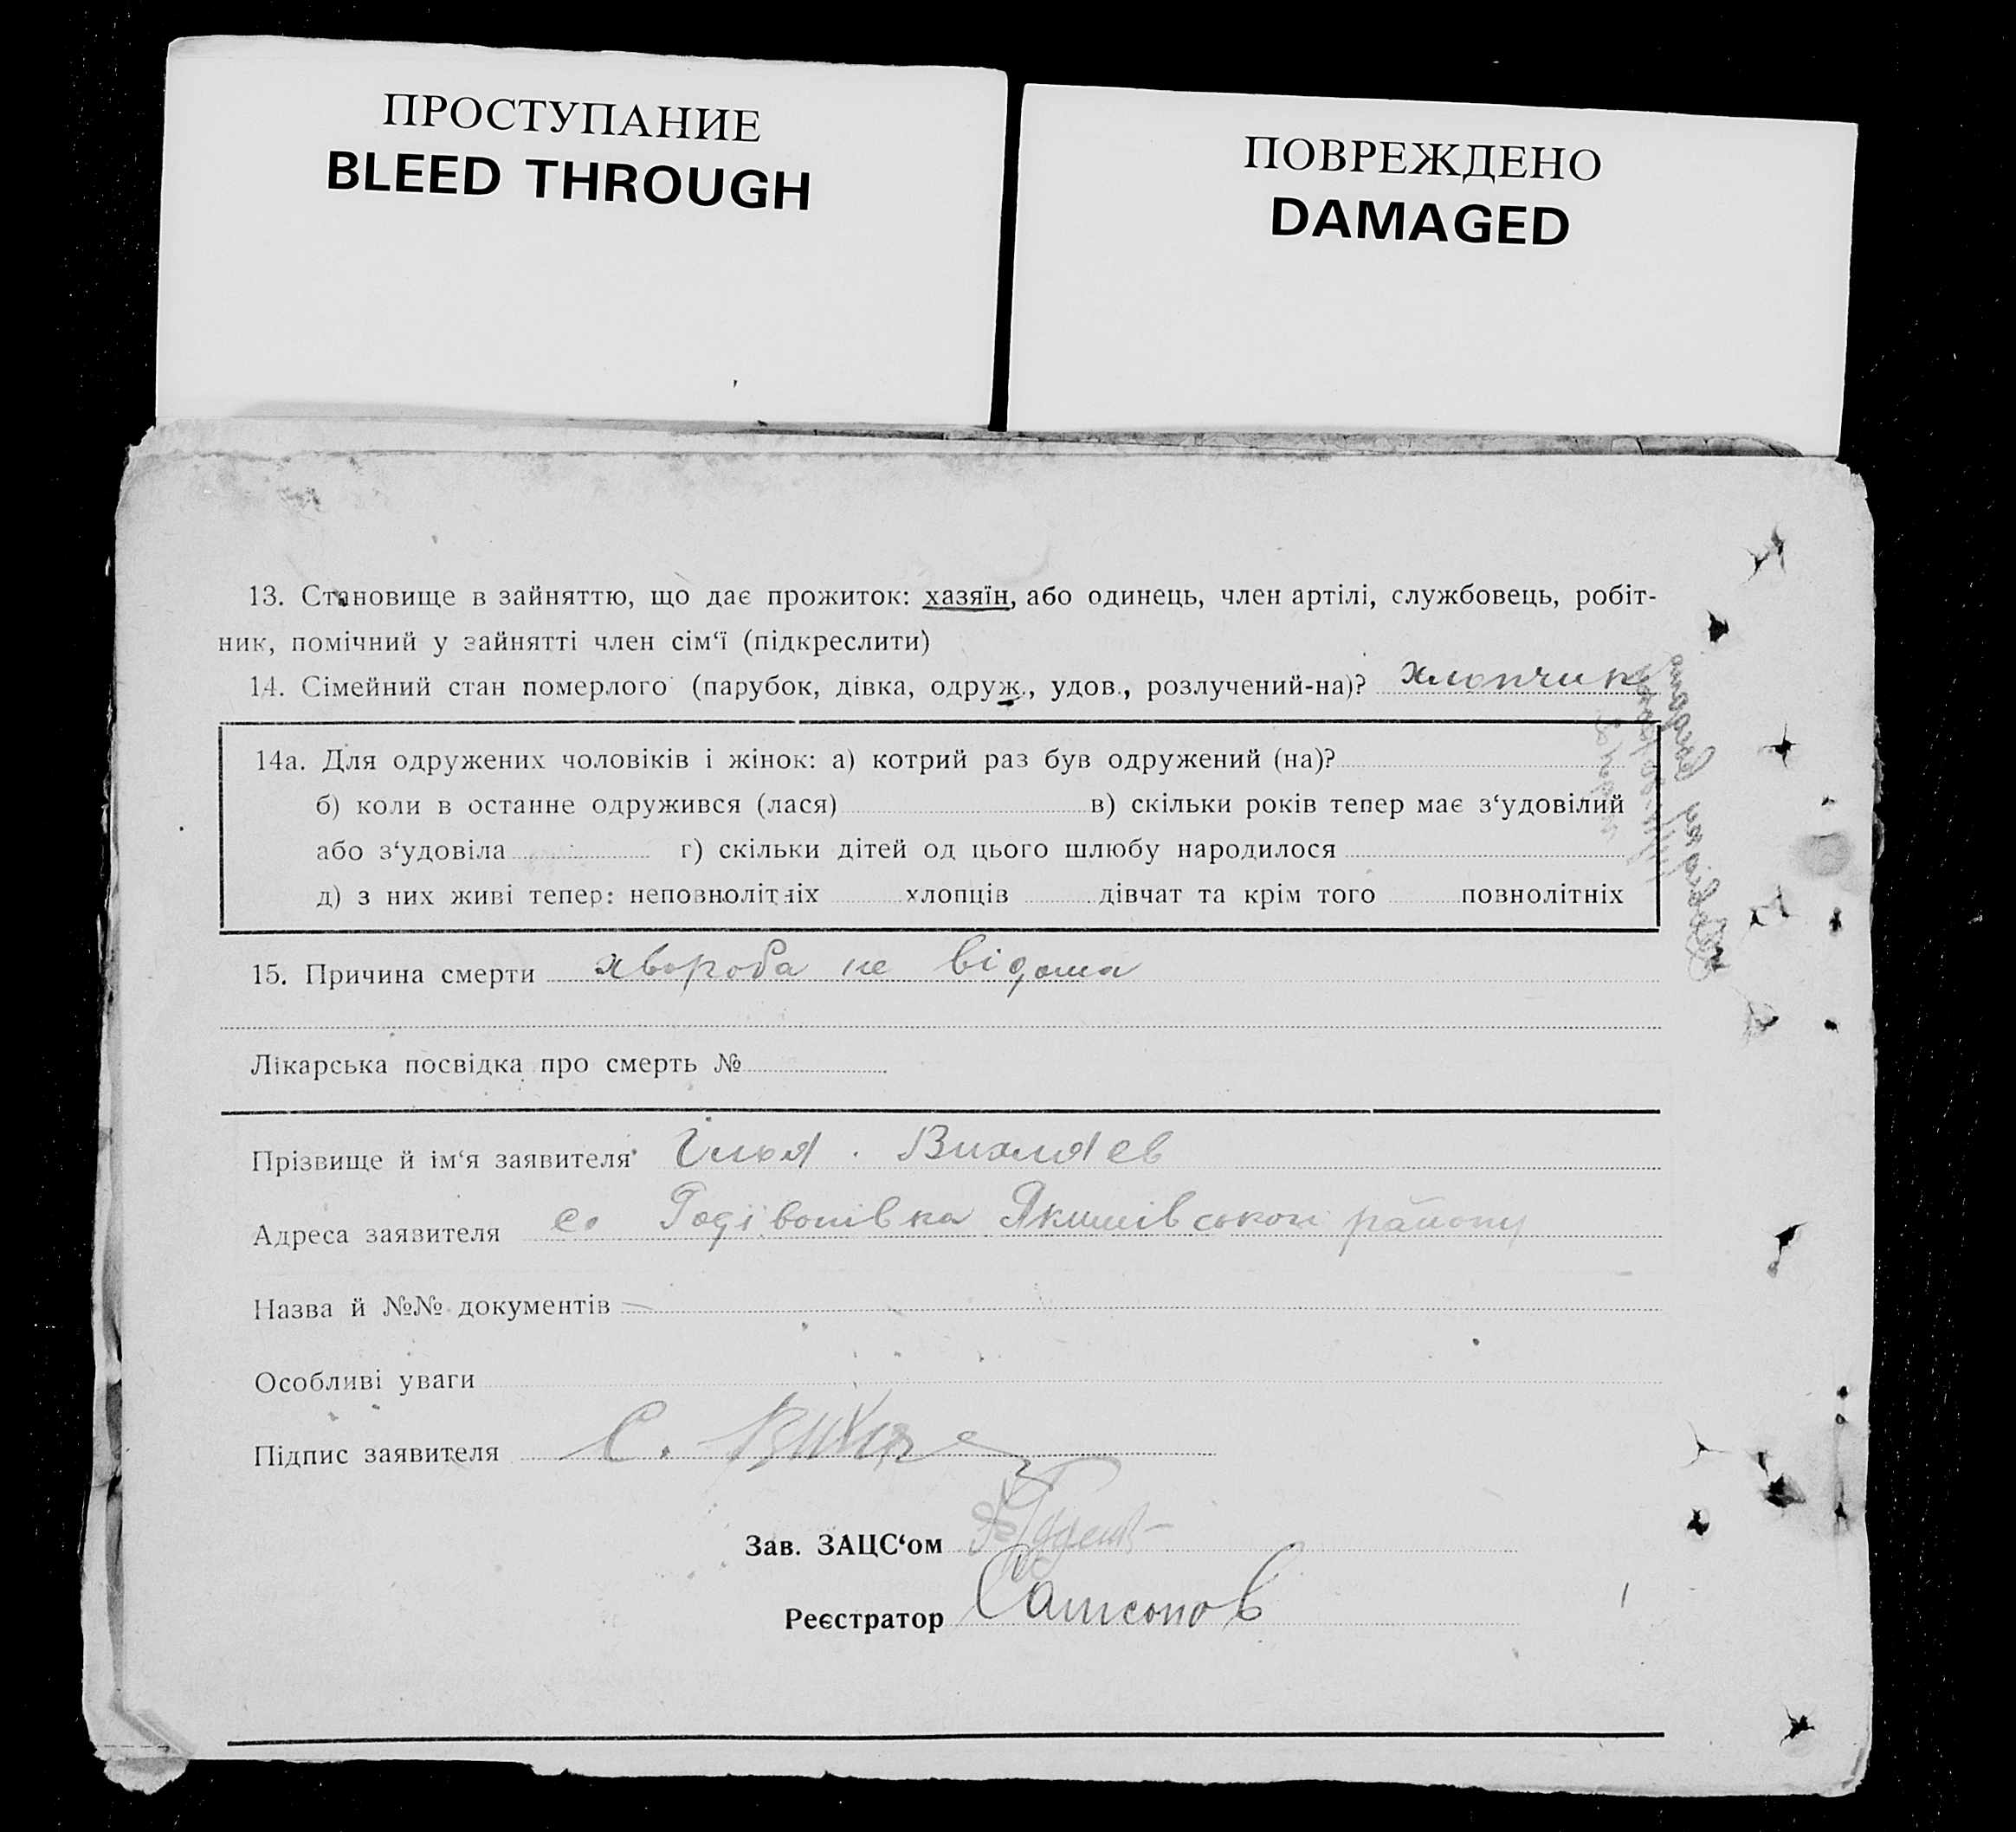 ПРОСТУПАНИЕ
BLEED THROUGH
ПОВРЕЖДЕНО
DAMAGED
13. Становище в зайняттю, що дає прожиток: хазяїн, або одинець, член артілі, службовець, робіт-
ник, помічний у зайнятті член сім‘ї (підкреслити)
14. Сімейний стан померлого (парубок, дівка, одруж., удов., розлучений-на)? хлопчик
14а. Для одружених чоловіків і жінок: а) котрий раз був одружений (на)?
б) коли в останне одружився (лася) в) скільки років тепер має з‘удовілий
або з‘удовіла г) скільки дітей од цього шлюбу народилося
д) з них живі тепер: неповнолітніх хлопців дівчат та крім того повнолітніх
15. Причина смерти хвороба не відома
Лікарська посвідка про смерть №
Прізвище й ім‘я заявителя Ілья Вихляев
Адреса заявителя с. Якимівськой району
Назва й №№ документів
Особливі уваги
Підпис заявителя С.
Зав. ЗАЦС‘ом
Реєстратор Самсонов